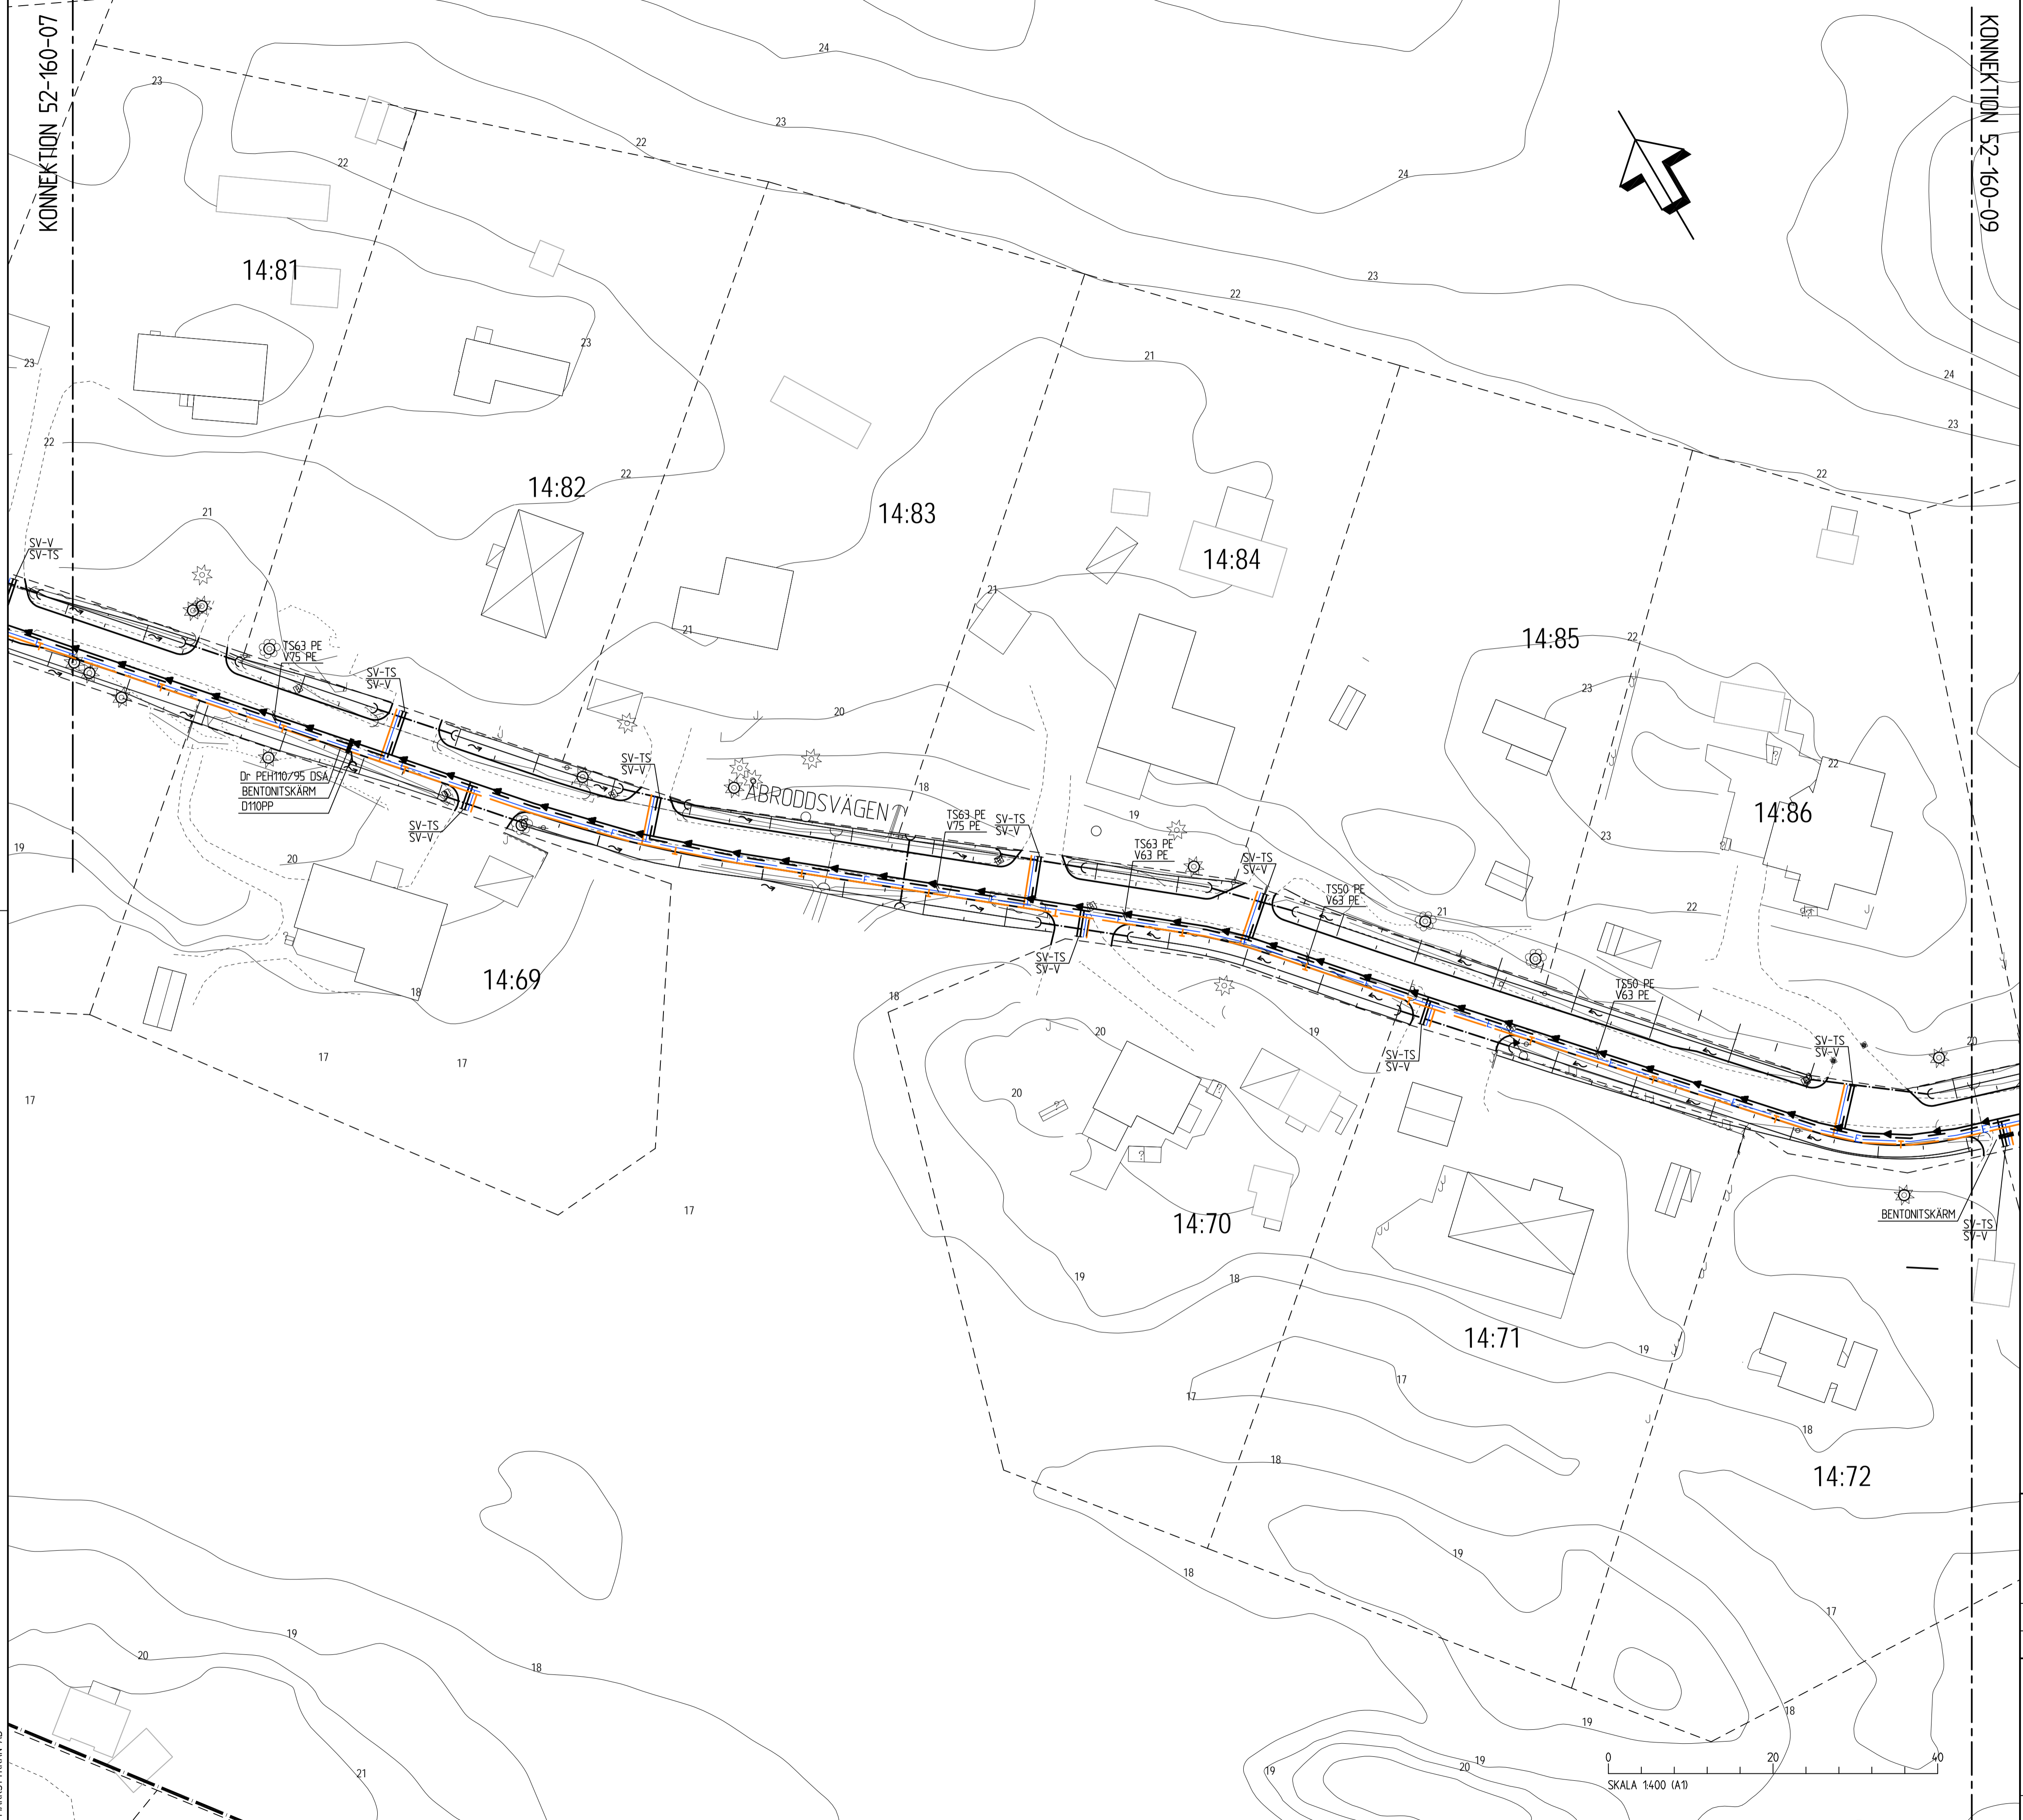 KONNEKTION 52-160-07
KONNEKTION 52-160-09
24
23
23
22
22
24
14:81
23
22
23
23
21
24
22
23
22
22
14:82
14:83
21
SV-V
SV-TS
14:84
21
14:85
22
TS63 PE
V75 PE
SV-TS
SV-V
21
23
20
SV-TS
SV-V
22
Dr PEH110/95 DSA
BENTONITSKÄRM
D110PP
18
ÅBRODDSVÄGEN
14:86
TS63 PE
V75 PE
SV-TS
SV-V
19
SV-TS
SV-V
23
19
20
TS63 PE
V63 PE
SV-TS
SV-V
TS50 PE
V63 PE
21
22
SV-TS
SV-V
14:69
18
TS50 PE
V63 PE
18
20
19
SV-TS
SV-V
SV-TS
SV-V
20
17
17
17
20
17
14:70
BENTONITSKÄRM
SV-TS
SV-V
19
18
14:71
19
17
17
18
18
14:72
19
18
17
19
20
18
18
19
19
19
20
21
0 20 40
SKALA 1:400 (A1)